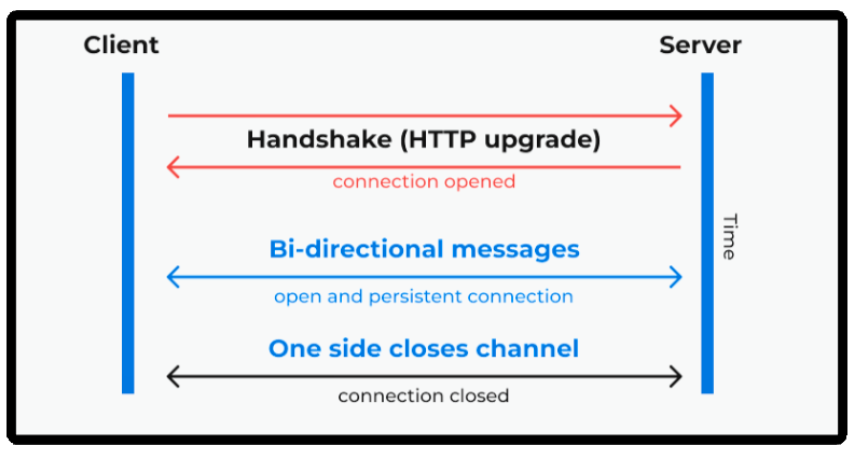 Client
Server
Handshake (HTTP upgrade)
connection opened
Time
Bi-directional messages
open and persistent connection
One side closes channel
connection closed